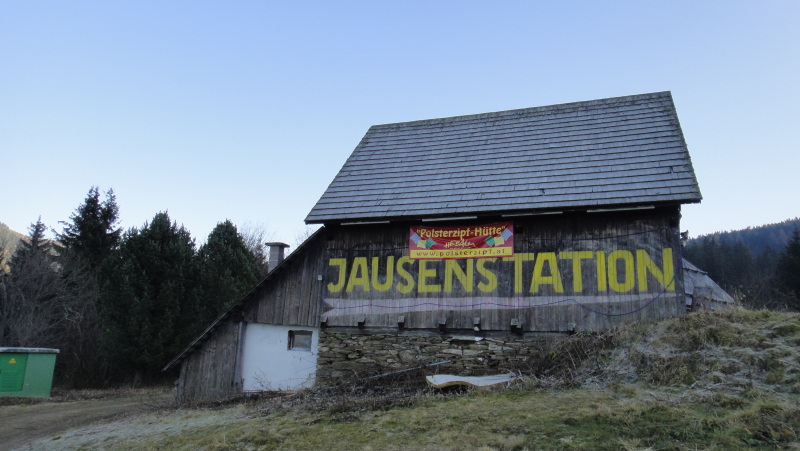 "Polsterzipf-Hütte"
www.polsterzipf.at
JAUSENSTATION